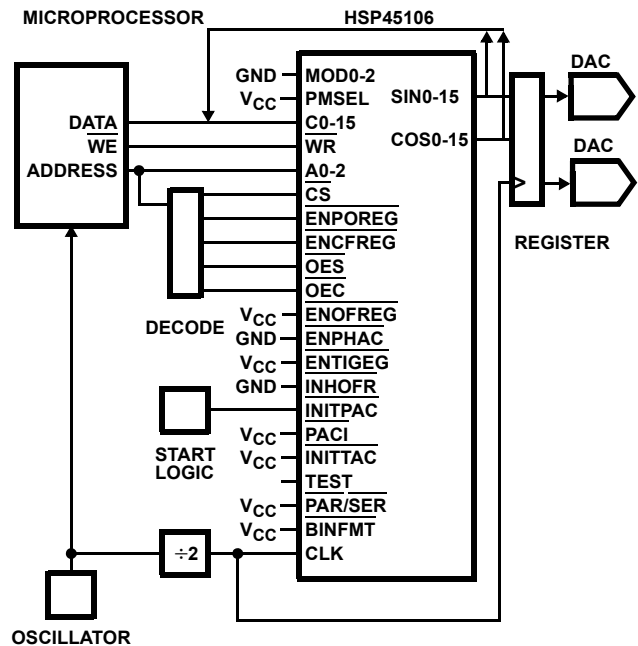 MICROPROCESSOR
HSP45106
DAC
GND
MOD0-2
VCC
PMSEL
SIN0-15
DATA
C0-15
WE
WR
COS0-15
DAC
ADDRESS
A0-2
CS
ENPOREG
ENCFREG
OES
OEC
REGISTER
DECODE
VCC
ENOFREG
GND
ENPHAC
VCC
ENTIGEG
GND
INHOFR
INITPAC
START
LOGIC
VCC
PACI
VCC
INITTAC
TEST
VCC
PAR/SER
VCC
BINFMT
÷2
CLK
>
OSCILLATOR